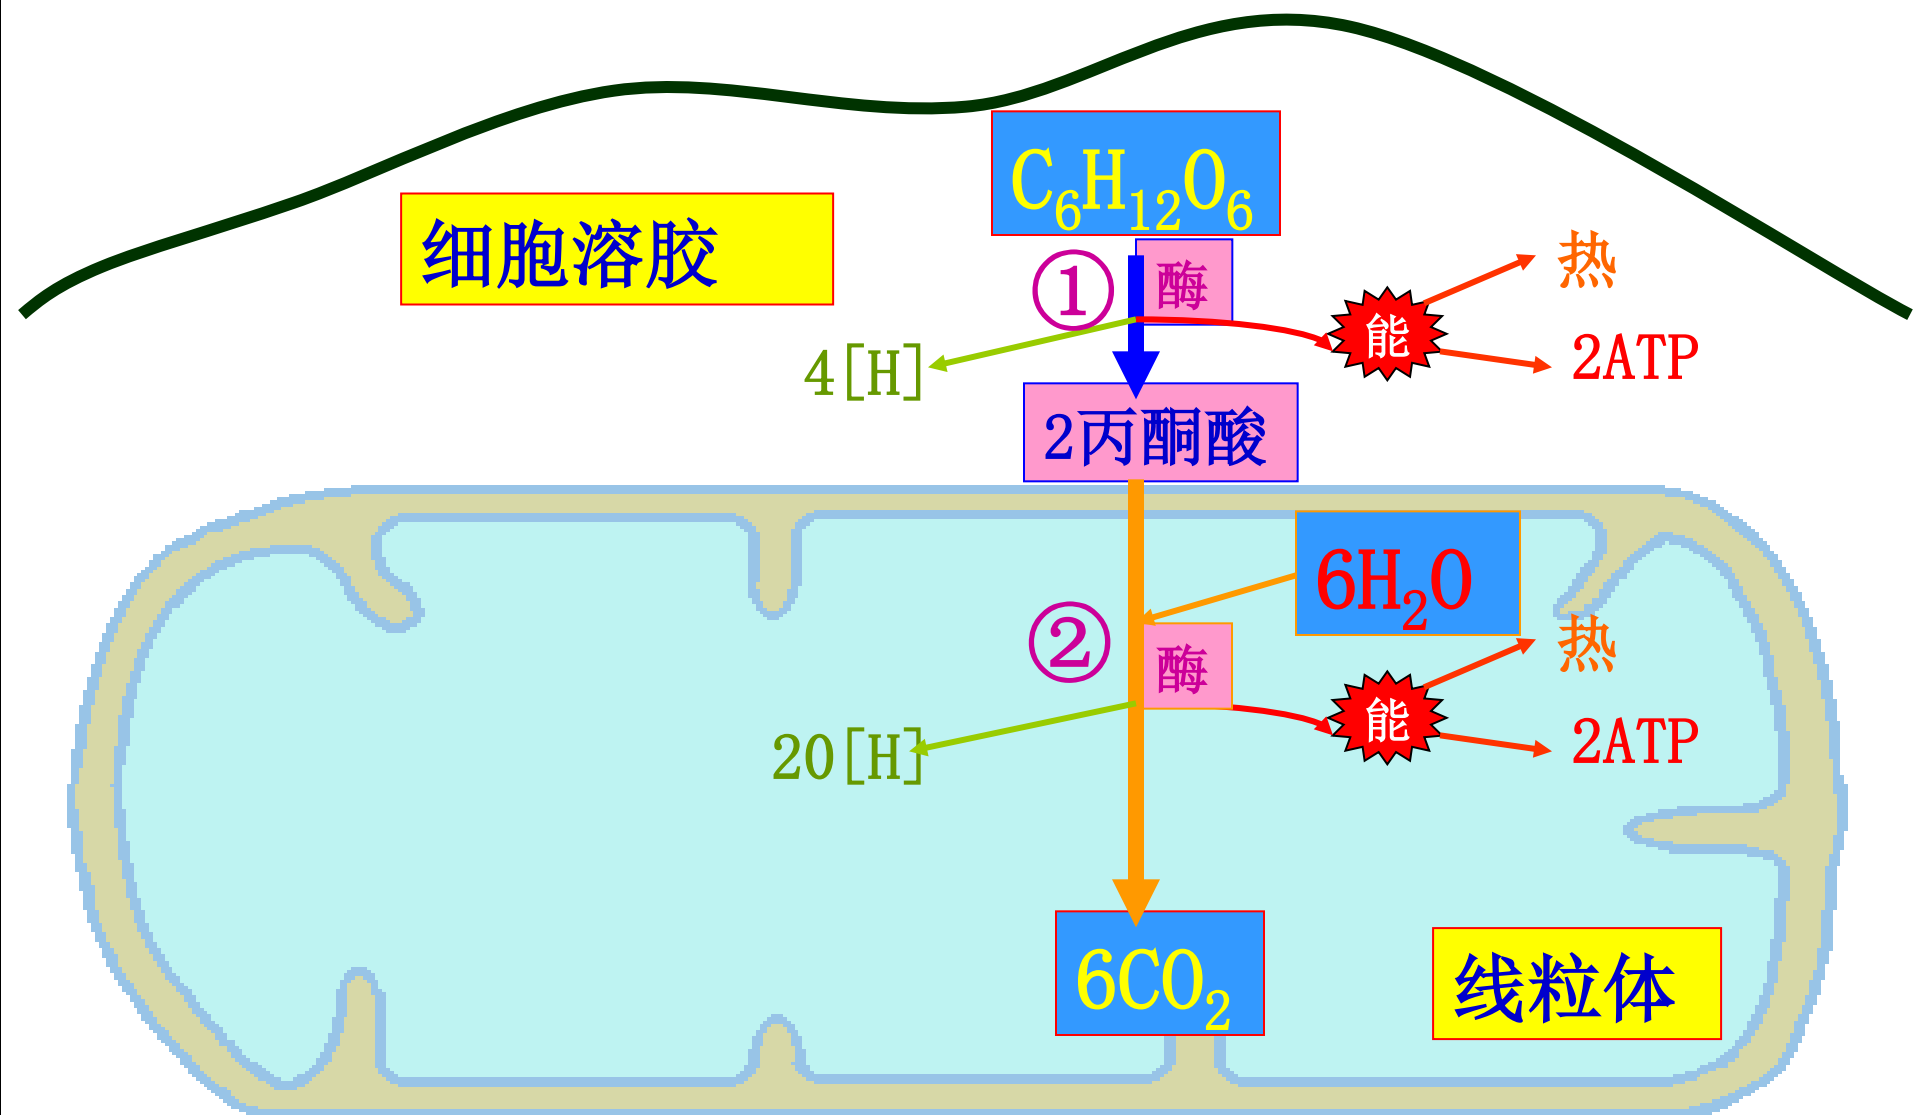 C₆H₁₂O₆
细胞溶胶
① 酶
热
能
4[H]
2ATP
2丙酮酸
6H₂O
② 酶
热
能
20[H]
2ATP
6CO₂
线粒体